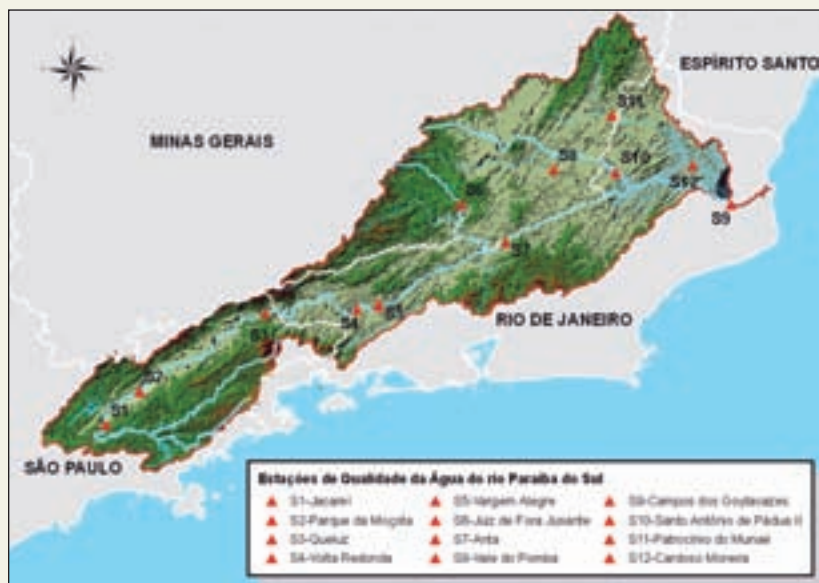 ESPÍRITO SANTO
MINAS GERAIS
S11
S8
S10
S12
S9
S6
S7
RIO DE JANEIRO
S3
S4
S5
S2
S1
SÃO PAULO
Estações de Qualidade da Água do rio Paraíba do Sul
S1-Jacareí
S5-Vargem Alegre
S9-Campos dos Goytacazes
S2-Parque da
S6-Juiz de Fora Jusante
S10-Santo Antônio de Pádua II
S3-Queluz
S7-Anta
S11-Patrocínio do Muriaé
S4-Volta Redonda
do Pomba
S12-Cardoso Moreira